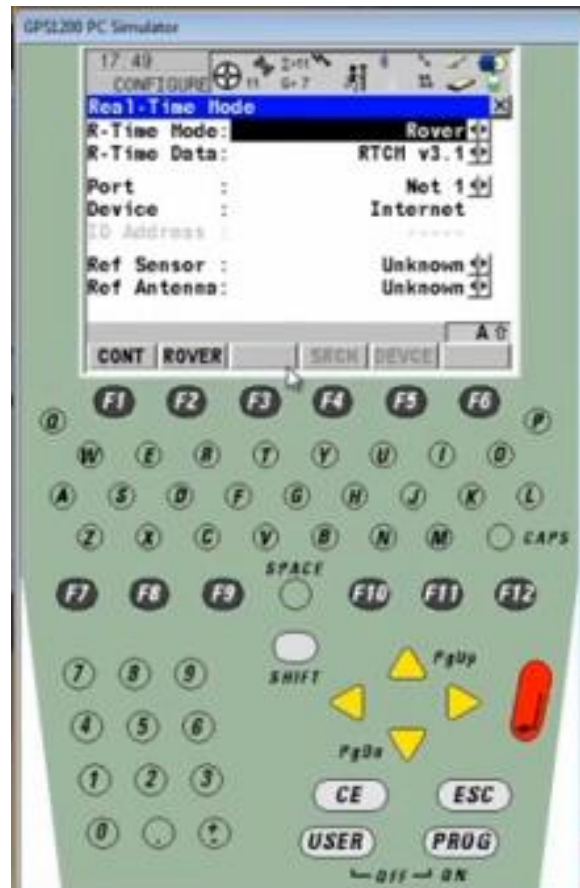 GPS1200 PC Simulator
17 49
CONFIGURE
11
G- 7
Real-Time Mode
R-Time Mode: Rover
R-Time Data: RTCM v3.1
Port : Net 1
Device : Internet
ID Address : -----
Ref Sensor : Unknown
Ref Antenna: Unknown
A
CONT ROVER SRCH DEVCE
F1 F2 F3 F4 F5 F6
Q P
W E R T Y U I O
A S D F G H J K L
Z X C V B N M CAPS
SPACE
F7 F8 F9 F10 F11 F12
SHIFT
PgUp
7 8 9
4 5 6
PgDn
1 2 3
CE ESC
0 . ±
USER PROG
OFF ON